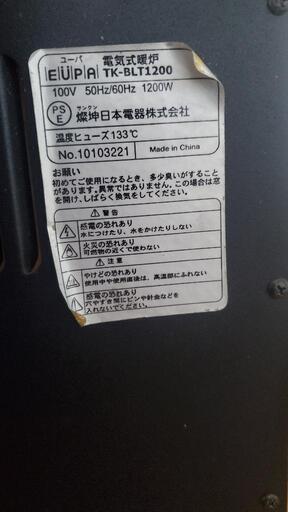 ユーパ
EUPA 電気式暖炉
TK-BLT1200
100V 50Hz/60Hz 1200W
PSE サンクン
燦坤日本電器株式会社
温度ヒューズ133℃
No.10103221 Made in China
お願い
初めてご使用になるとき、多少臭いがすることが
あります。異常ではありません。この場合は窓を
開け、しばらく換気をしてください。
⚠警告
感電の恐れあり
水につけたり、水をかけたりしない
火災の恐れあり
可燃物の近くで使わない
⚠注意
やけどの恐れあり
使用中や使用直後は、高温部にふれない
感電の恐れあり
穴やすき間にピンや針金などを
入れないでください。